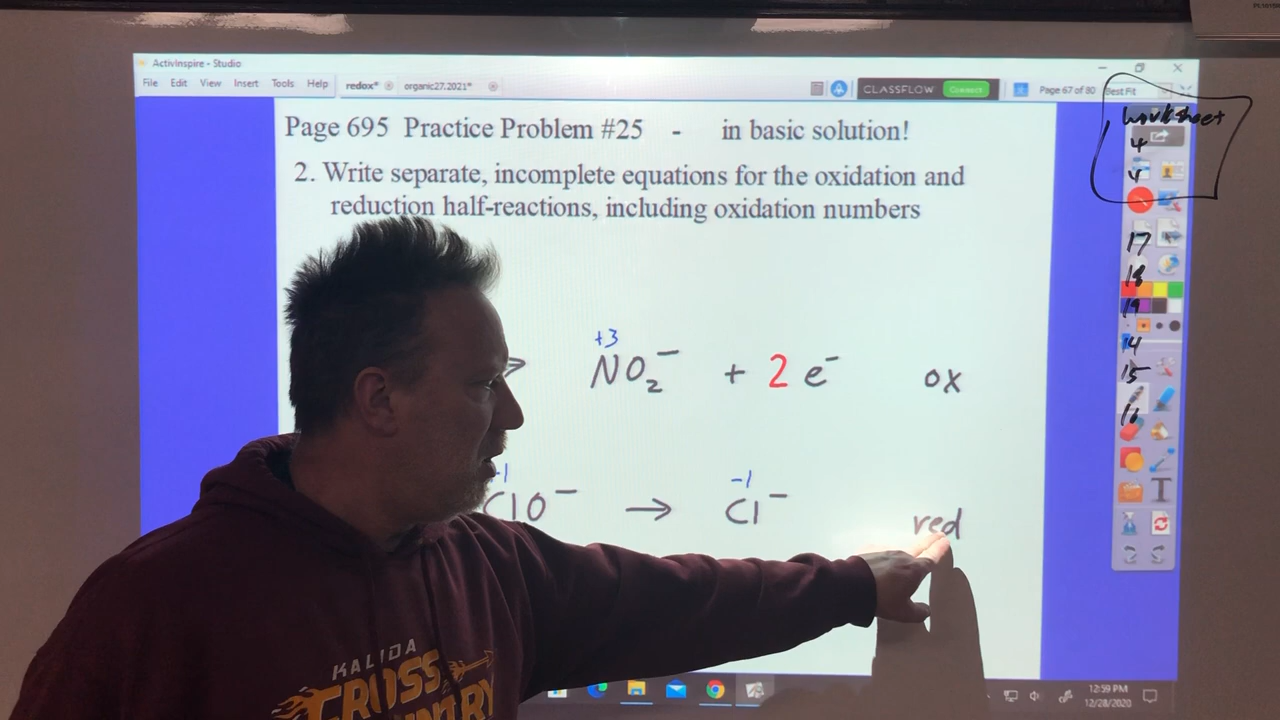 ActivInspire - Studio
File Edit View Insert Tools Help redox* organic27.2021* CLASSFLOW Connect Page 67 of 80 Best Fit
Page 695 Practice Problem #25 - in basic solution!
2. Write separate, incomplete equations for the oxidation and
reduction half-reactions, including oxidation numbers
+3
NO₂⁻ + 2 e⁻ ox
-1
ClO⁻ → Cl⁻ red
worksheet
4
4
17
18
19
14
15
16
KALIDA
CROSS
12:59 PM
12/28/2020